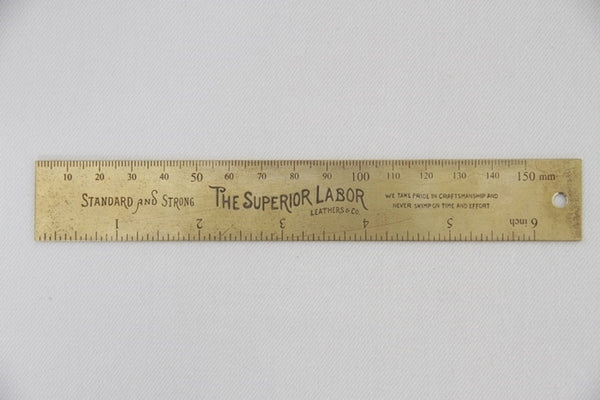 10 20 30 40 50 60 70 80 90 100 110 120 130 140 150 mm
STANDARD AND STRONG
THE SUPERIOR LABOR
LEATHERS & CO.
WE TAKE PRIDE IN CRAFTSMANSHIP AND
NEVER SKIMP ON TIME AND EFFORT
1 2 3 4 5 6 inch